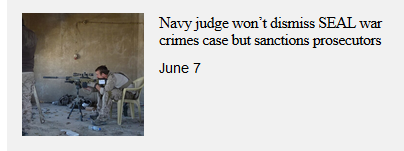 Navy judge won’t dismiss SEAL war
crimes case but sanctions prosecutors
June 7